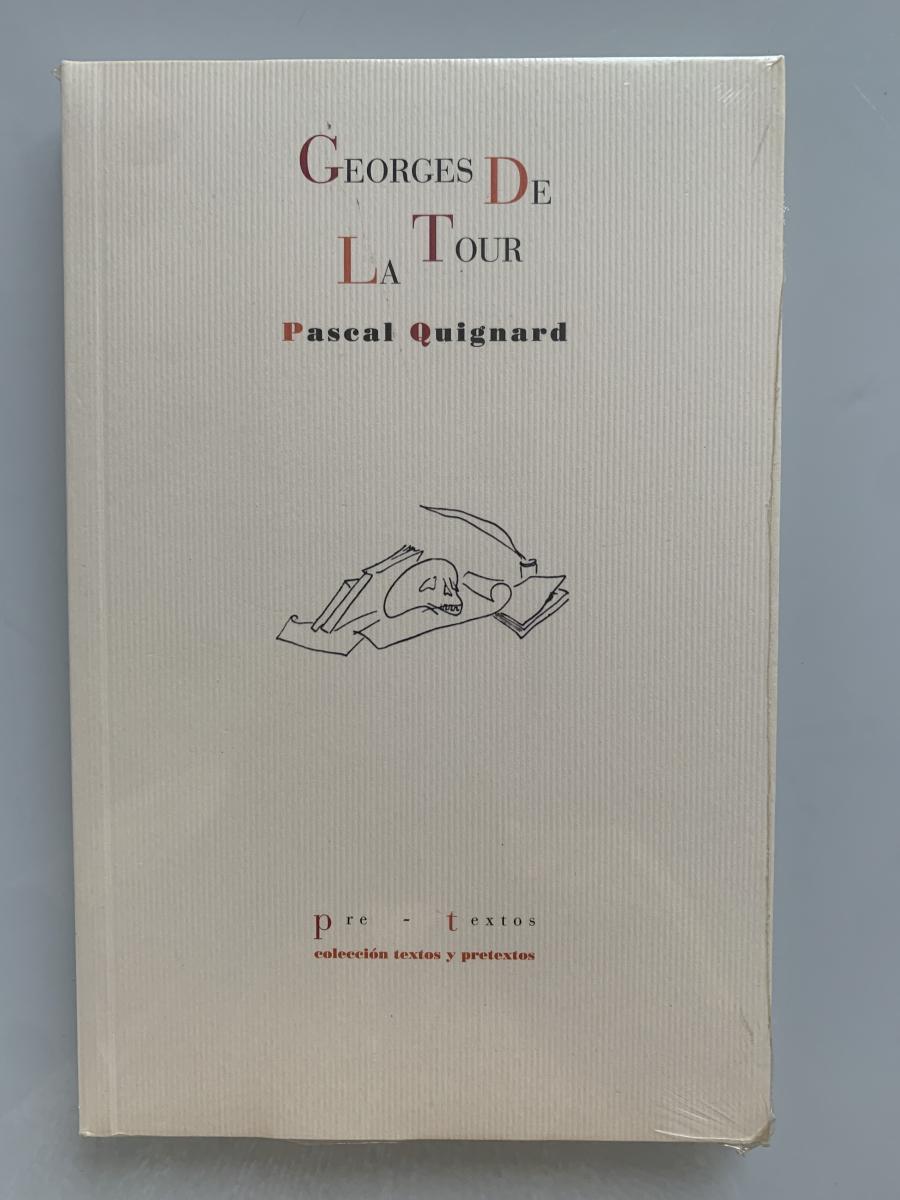 GEORGES DE
LA TOUR
Pascal Quignard
pre - textos
colección textos y pretextos